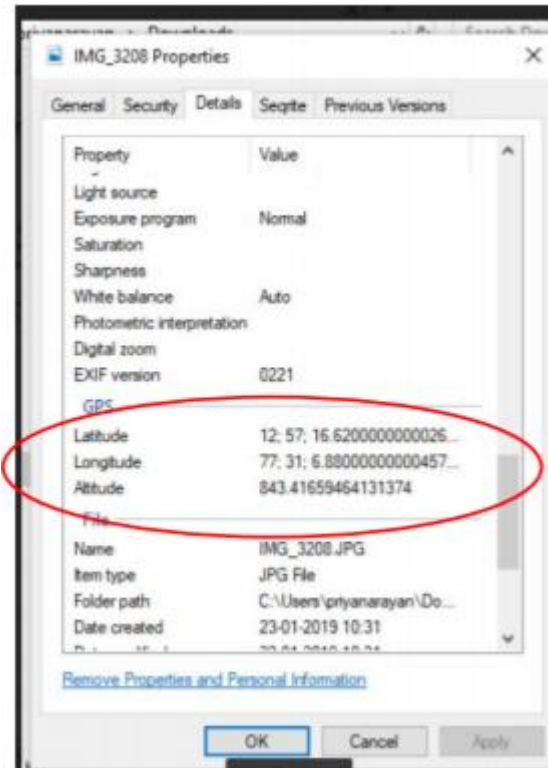 Downloads
IMG_3208 Properties
General Security Details Seqrite Previous Versions
Property Value
Light source
Exposure program Normal
Saturation
Sharpness
White balance Auto
Photometric interpretation
Digital zoom
EXIF version 0221
GPS
Latitude 12; 57; 16.6200000000026...
Longitude 77; 31; 6.88000000000457...
Altitude 843.41659464131374
File
Name IMG_3208.JPG
Item type JPG File
Folder path C:\Users\priyanarayan\Do...
Date created 23-01-2019 10:31
Remove Properties and Personal Information
OK Cancel Apply